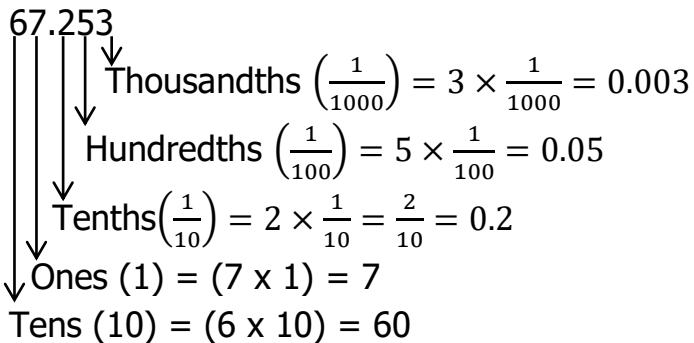 67.253
Thousandths (1/1000) = 3 × 1/1000 = 0.003
Hundredths (1/100) = 5 × 1/100 = 0.05
Tenths(1/10) = 2 × 1/10 = 2/10 = 0.2
Ones (1) = (7 x 1) = 7
Tens (10) = (6 x 10) = 60